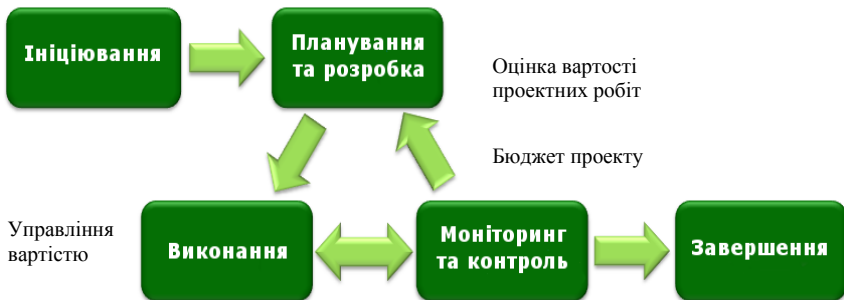 Ініціювання
Планування
та розробка
Оцінка вартості
проектних робіт
Бюджет проекту
Управління
вартістю
Виконання
Моніторинг
та контроль
Завершення